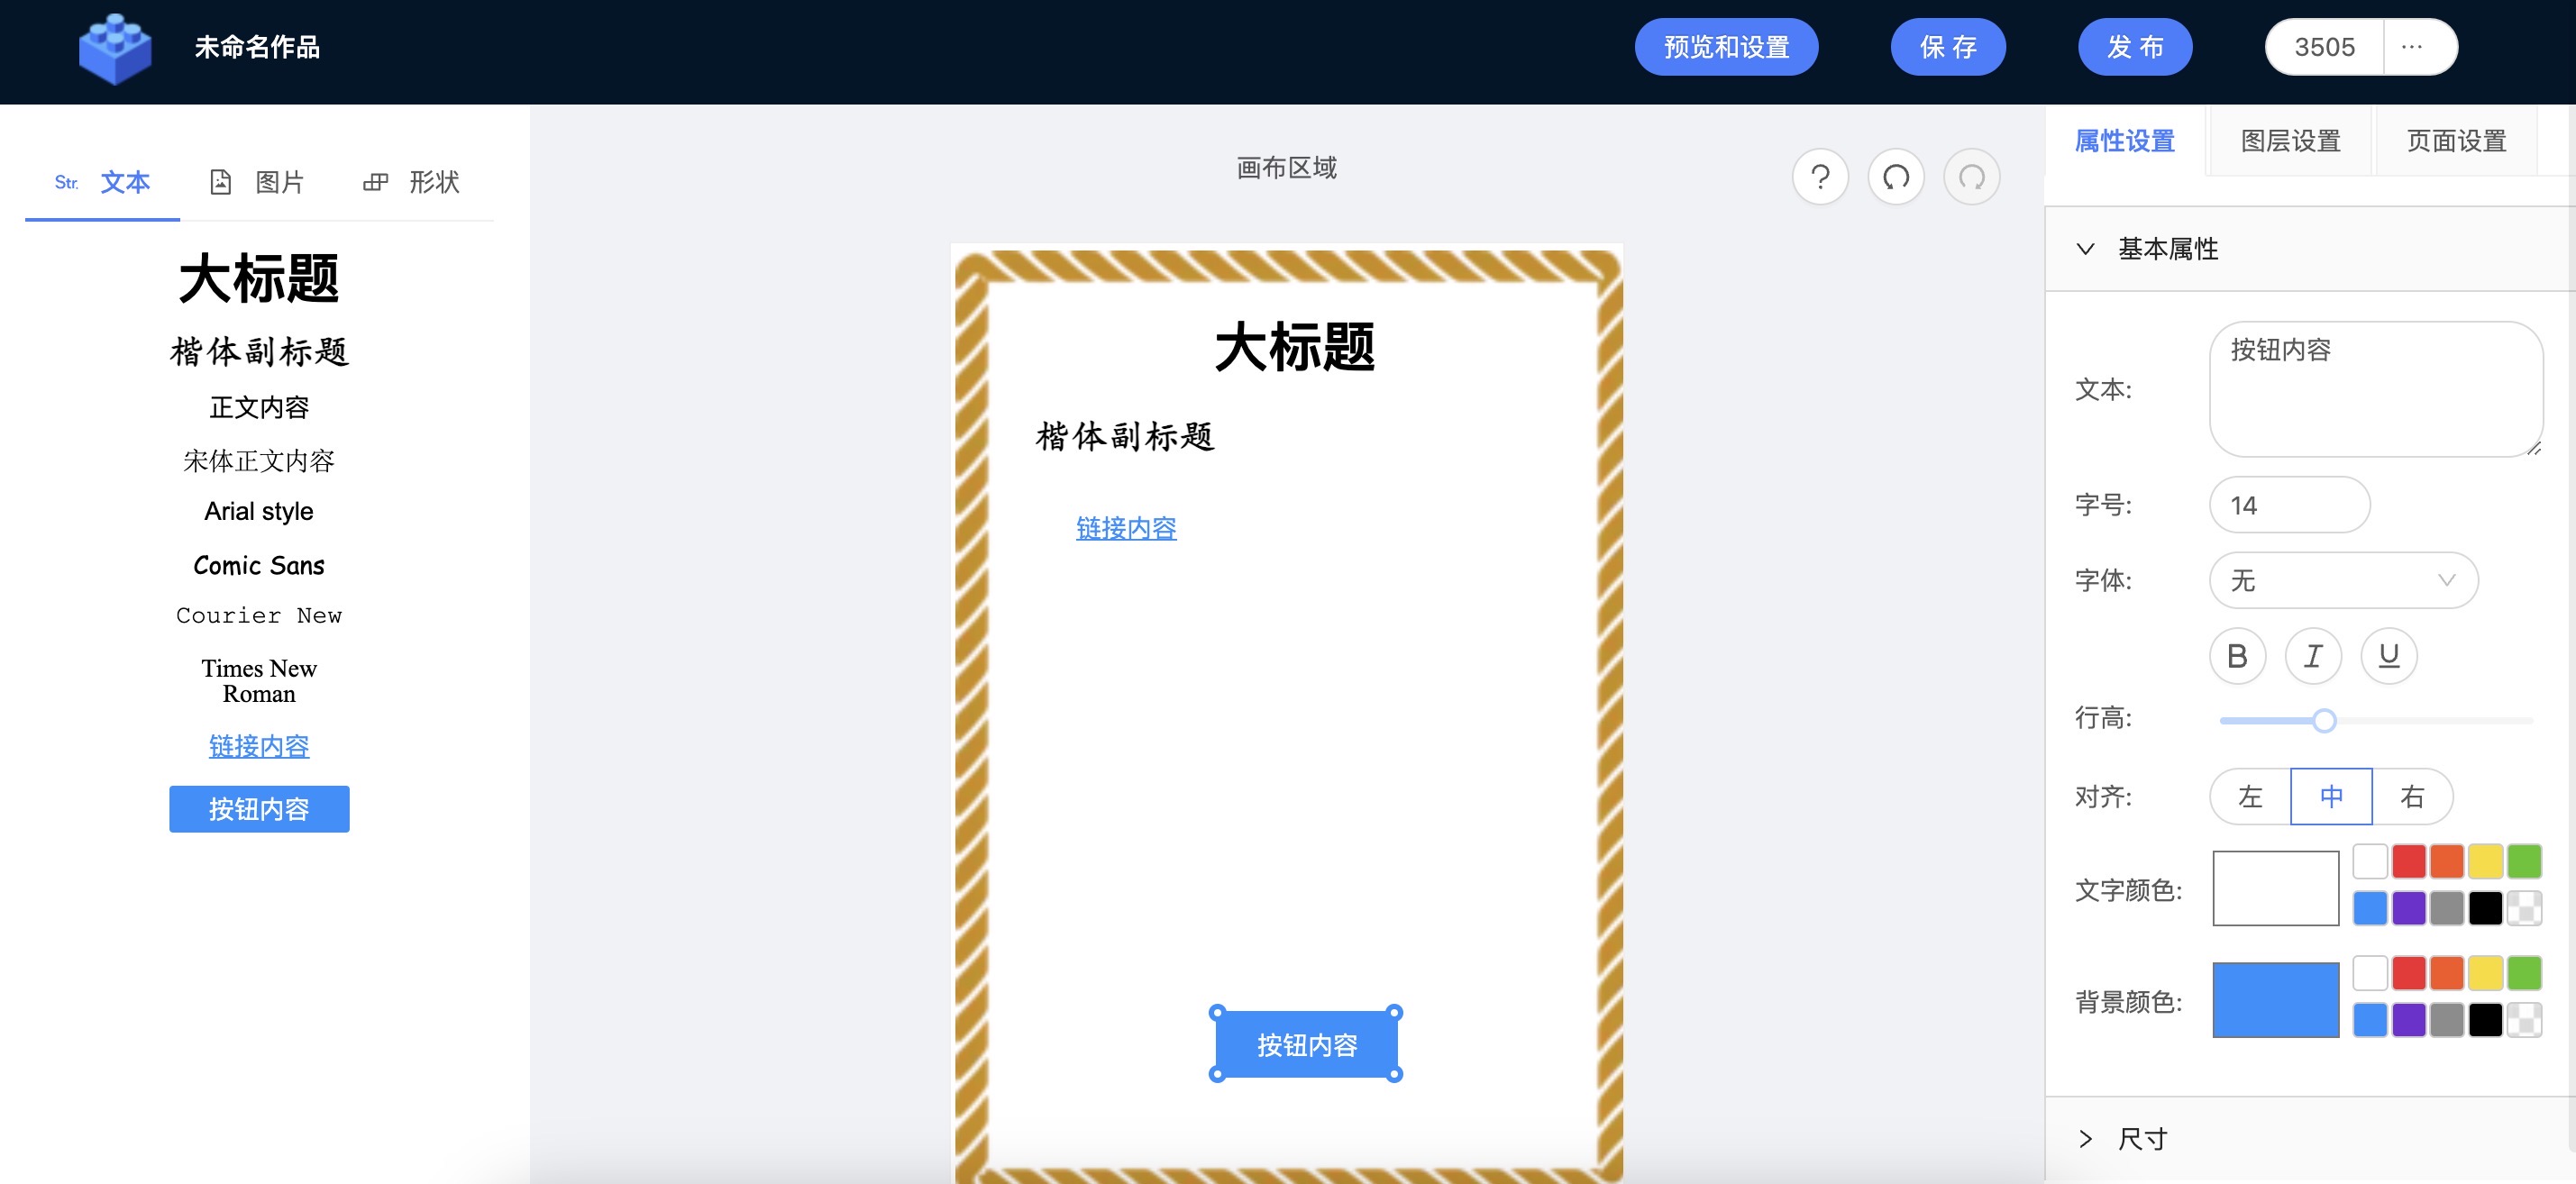 未命名作品
预览和设置
保 存
发 布
3505
···
Str. 文本
图片
形状
大标题
楷体副标题
正文内容
宋体正文内容
Arial style
Comic Sans
Courier New
Times New
Roman
链接内容
按钮内容
画布区域
?
大标题
楷体副标题
链接内容
按钮内容
属性设置
图层设置
页面设置
基本属性
文本:
按钮内容
字号:
14
字体:
无
B I U
行高:
对齐:
左 中 右
文字颜色:
背景颜色:
尺寸